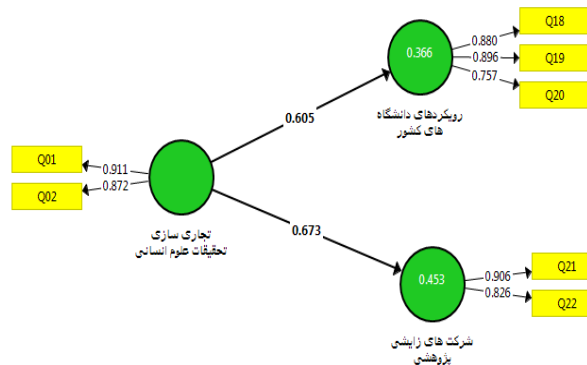 Q18
0.880
0.366
0.896
Q19
0.757
Q20
رویکردهای دانشگاه
های کشور
0.605
Q01
0.911
Q02
0.872
تجاری سازی
تحقیقات علوم انسانی
0.673
Q21
0.906
0.453
0.826
Q22
شرکت های زایشی
پژوهشی